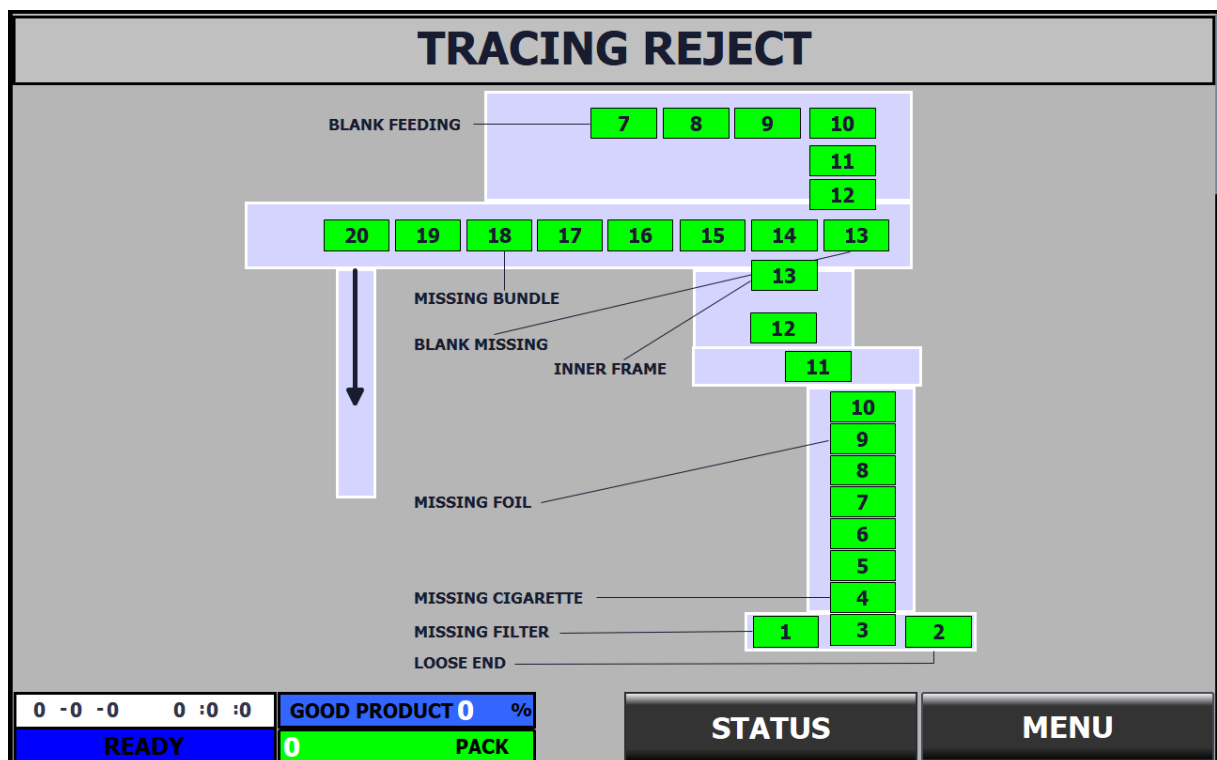 TRACING REJECT
BLANK FEEDING 7 8 9 10
11
12
20 19 18 17 16 15 14 13
13
MISSING BUNDLE
12
BLANK MISSING
INNER FRAME 11
10
9
8
MISSING FOIL 7
6
5
MISSING CIGARETTE 4
MISSING FILTER 1 3 2
LOOSE END
0 -0 -0 0 :0 :0 GOOD PRODUCT 0 %
STATUS MENU
READY 0 PACK